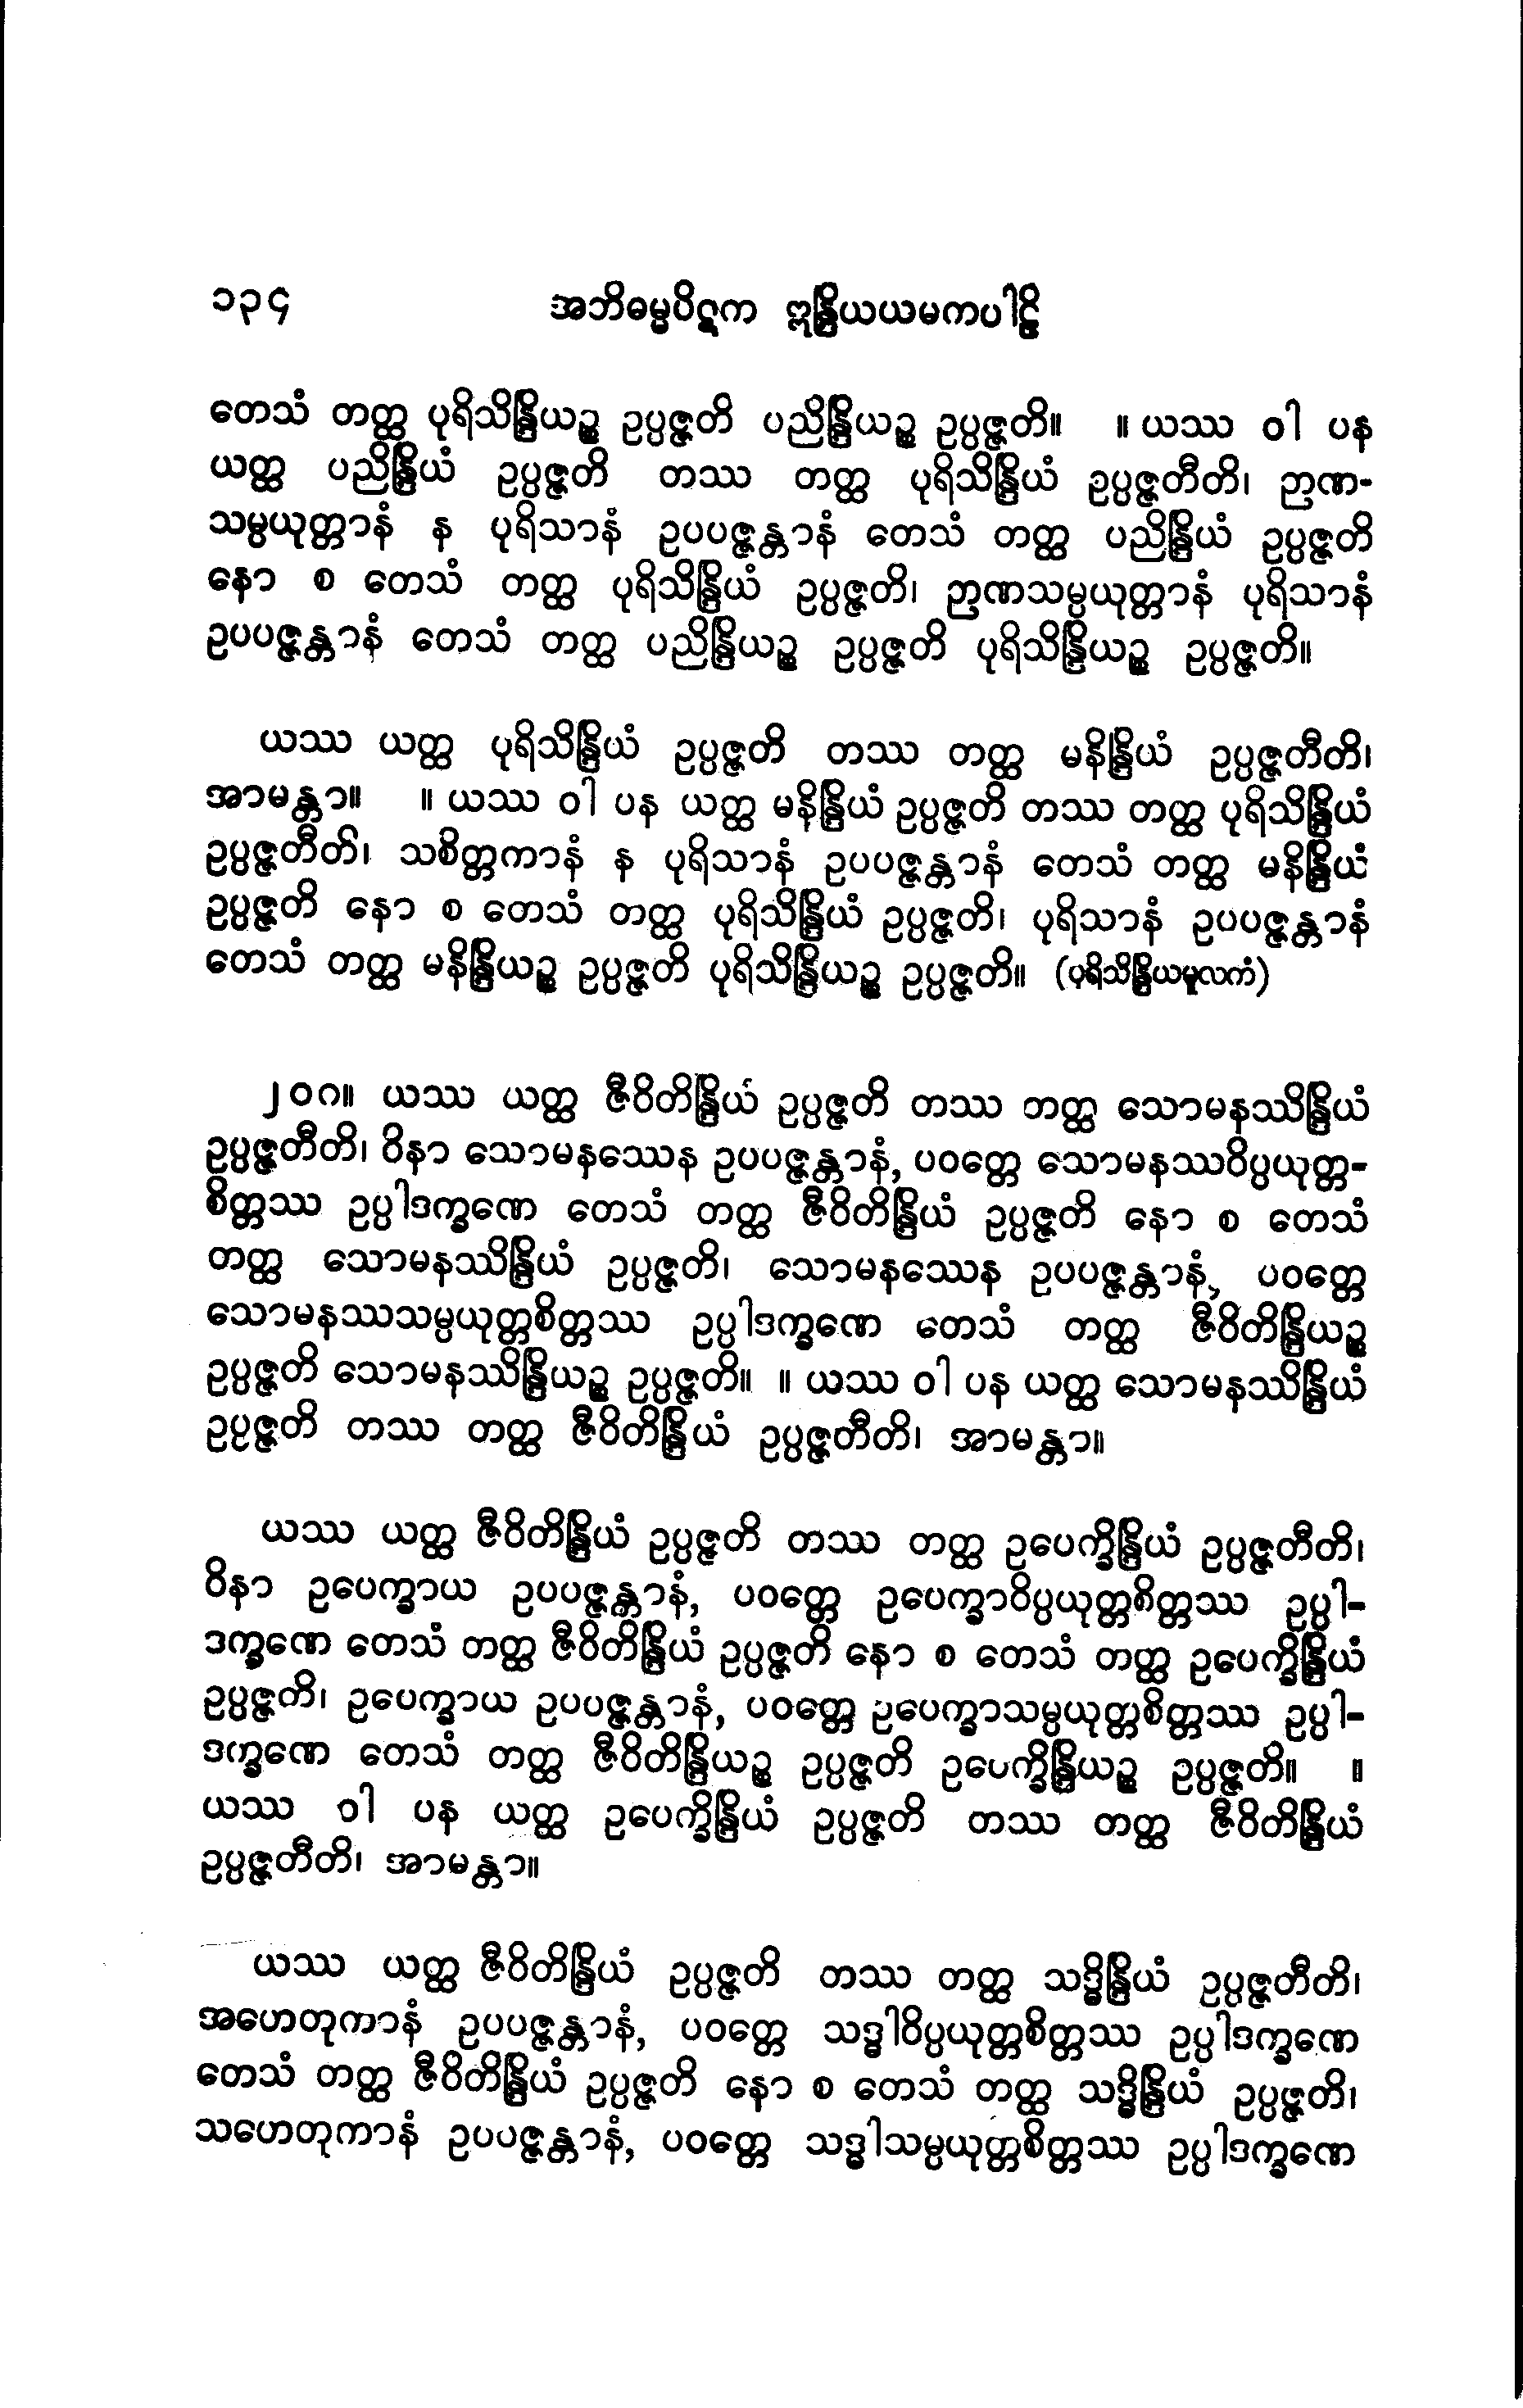 ၁၃၄ အဘိဓမ္မပိဋက ဣန္ဒြိယယမကပါဠိ
တေသံ တတ္ထ ပုရိသိန္ဒြိယဉ္စ ဥပ္ပဇ္ဇတိ ပညိန္ဒြိယဉ္စ ဥပ္ပဇ္ဇတိ။ ။ ယဿ ဝါ ပန
ယတ္ထ ပညိန္ဒြိယံ ဥပ္ပဇ္ဇတိ တဿ တတ္ထ ပုရိသိန္ဒြိယံ ဥပ္ပဇ္ဇတီတိ၊ ဉာဏ-
သမ္ပယုတ္တာနံ န ပုရိသာနံ ဥပပဇ္ဇန္တာနံ တေသံ တတ္ထ ပညိန္ဒြိယံ ဥပ္ပဇ္ဇတိ
နော စ တေသံ တတ္ထ ပုရိသိန္ဒြိယံ ဥပ္ပဇ္ဇတိ၊ ဉာဏသမ္ပယုတ္တာနံ ပုရိသာနံ
ဥပပဇ္ဇန္တာနံ တေသံ တတ္ထ ပညိန္ဒြိယဉ္စ ဥပ္ပဇ္ဇတိ ပုရိသိန္ဒြိယဉ္စ ဥပ္ပဇ္ဇတိ။
ယဿ ယတ္ထ ပုရိသိန္ဒြိယံ ဥပ္ပဇ္ဇတိ တဿ တတ္ထ မနိန္ဒြိယံ ဥပ္ပဇ္ဇတီတိ၊
အာမန္တာ။ ။ ယဿ ဝါ ပန ယတ္ထ မနိန္ဒြိယံ ဥပ္ပဇ္ဇတိ တဿ တတ္ထ ပုရိသိန္ဒြိယံ
ဥပ္ပဇ္ဇတီတိ၊ သစိတ္တကာနံ န ပုရိသာနံ ဥပပဇ္ဇန္တာနံ တေသံ တတ္ထ မနိန္ဒြိယံ
ဥပ္ပဇ္ဇတိ နော စ တေသံ တတ္ထ ပုရိသိန္ဒြိယံ ဥပ္ပဇ္ဇတိ၊ ပုရိသာနံ ဥပပဇ္ဇန္တာနံ
တေသံ တတ္ထ မနိန္ဒြိယဉ္စ ဥပ္ပဇ္ဇတိ ပုရိသိန္ဒြိယဉ္စ ဥပ္ပဇ္ဇတိ။ (ပုရိသိန္ဒြိယမူလကံ)
၂၀၈။ ယဿ ယတ္ထ ဇီဝိတိန္ဒြိယံ ဥပ္ပဇ္ဇတိ တဿ တတ္ထ သောမနဿိန္ဒြိယံ
ဥပ္ပဇ္ဇတီတိ၊ ဝိနာ သောမနဿေန ဥပပဇ္ဇန္တာနံ, ပဝတ္တေ သောမနဿဝိပ္ပယုတ္တ-
စိတ္တဿ ဥပ္ပါဒက္ခဏေ တေသံ တတ္ထ ဇီဝိတိန္ဒြိယံ ဥပ္ပဇ္ဇတိ နော စ တေသံ
တတ္ထ သောမနဿိန္ဒြိယံ ဥပ္ပဇ္ဇတိ၊ သောမနဿေန ဥပပဇ္ဇန္တာနံ, ပဝတ္တေ
သောမနဿသမ္ပယုတ္တစိတ္တဿ ဥပ္ပါဒက္ခဏေ တေသံ တတ္ထ ဇီဝိတိန္ဒြိယဉ္စ
ဥပ္ပဇ္ဇတိ သောမနဿိန္ဒြိယဉ္စ ဥပ္ပဇ္ဇတိ။ ။ ယဿ ဝါ ပန ယတ္ထ သောမနဿိန္ဒြိယံ
ဥပ္ပဇ္ဇတိ တဿ တတ္ထ ဇီဝိတိန္ဒြိယံ ဥပ္ပဇ္ဇတီတိ၊ အာမန္တာ။
ယဿ ယတ္ထ ဇီဝိတိန္ဒြိယံ ဥပ္ပဇ္ဇတိ တဿ တတ္ထ ဥပေက္ခိန္ဒြိယံ ဥပ္ပဇ္ဇတီတိ၊
ဝိနာ ဥပေက္ခာယ ဥပပဇ္ဇန္တာနံ, ပဝတ္တေ ဥပေက္ခာဝိပ္ပယုတ္တစိတ္တဿ ဥပ္ပါ-
ဒက္ခဏေ တေသံ တတ္ထ ဇီဝိတိန္ဒြိယံ ဥပ္ပဇ္ဇတိ နော စ တေသံ တတ္ထ ဥပေက္ခိန္ဒြိယံ
ဥပ္ပဇ္ဇတိ၊ ဥပေက္ခာယ ဥပပဇ္ဇန္တာနံ, ပဝတ္တေ ဥပေက္ခာသမ္ပယုတ္တစိတ္တဿ ဥပ္ပါ-
ဒက္ခဏေ တေသံ တတ္ထ ဇီဝိတိန္ဒြိယဉ္စ ဥပ္ပဇ္ဇတိ ဥပေက္ခိန္ဒြိယဉ္စ ဥပ္ပဇ္ဇတိ။ ။
ယဿ ဝါ ပန ယတ္ထ ဥပေက္ခိန္ဒြိယံ ဥပ္ပဇ္ဇတိ တဿ တတ္ထ ဇီဝိတိန္ဒြိယံ
ဥပ္ပဇ္ဇတီတိ၊ အာမန္တာ။
ယဿ ယတ္ထ ဇီဝိတိန္ဒြိယံ ဥပ္ပဇ္ဇတိ တဿ တတ္ထ သဒ္ဓိန္ဒြိယံ ဥပ္ပဇ္ဇတီတိ၊
အဟေတုကာနံ ဥပပဇ္ဇန္တာနံ, ပဝတ္တေ သဒ္ဓါဝိပ္ပယုတ္တစိတ္တဿ ဥပ္ပါဒက္ခဏေ
တေသံ တတ္ထ ဇီဝိတိန္ဒြိယံ ဥပ္ပဇ္ဇတိ နော စ တေသံ တတ္ထ သဒ္ဓိန္ဒြိယံ ဥပ္ပဇ္ဇတိ၊
သဟေတုကာနံ ဥပပဇ္ဇန္တာနံ, ပဝတ္တေ သဒ္ဓါသမ္ပယုတ္တစိတ္တဿ ဥပ္ပါဒက္ခဏေ